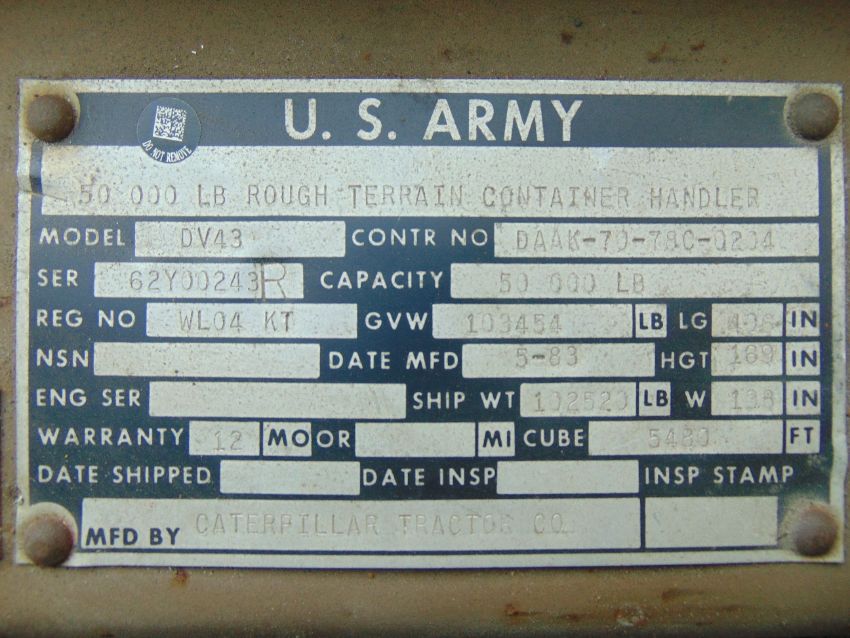 U. S. ARMY
DO NOT REMOVE
50 000 LB ROUGH TERRAIN CONTAINER HANDLER
MODEL DV43 CONTR NO DAAK-70-78C-0204
SER 62Y00243R CAPACITY 50 000 LB
REG NO WL04 KT GVW 103454 LB LG IN
NSN DATE MFD 5-83 HGT 169 IN
ENG SER SHIP WT 102520 LB W 138 IN
WARRANTY 12 MO OR MI CUBE 5480 FT
DATE SHIPPED DATE INSP INSP STAMP
MFD BY CATERPILLAR TRACTOR CO